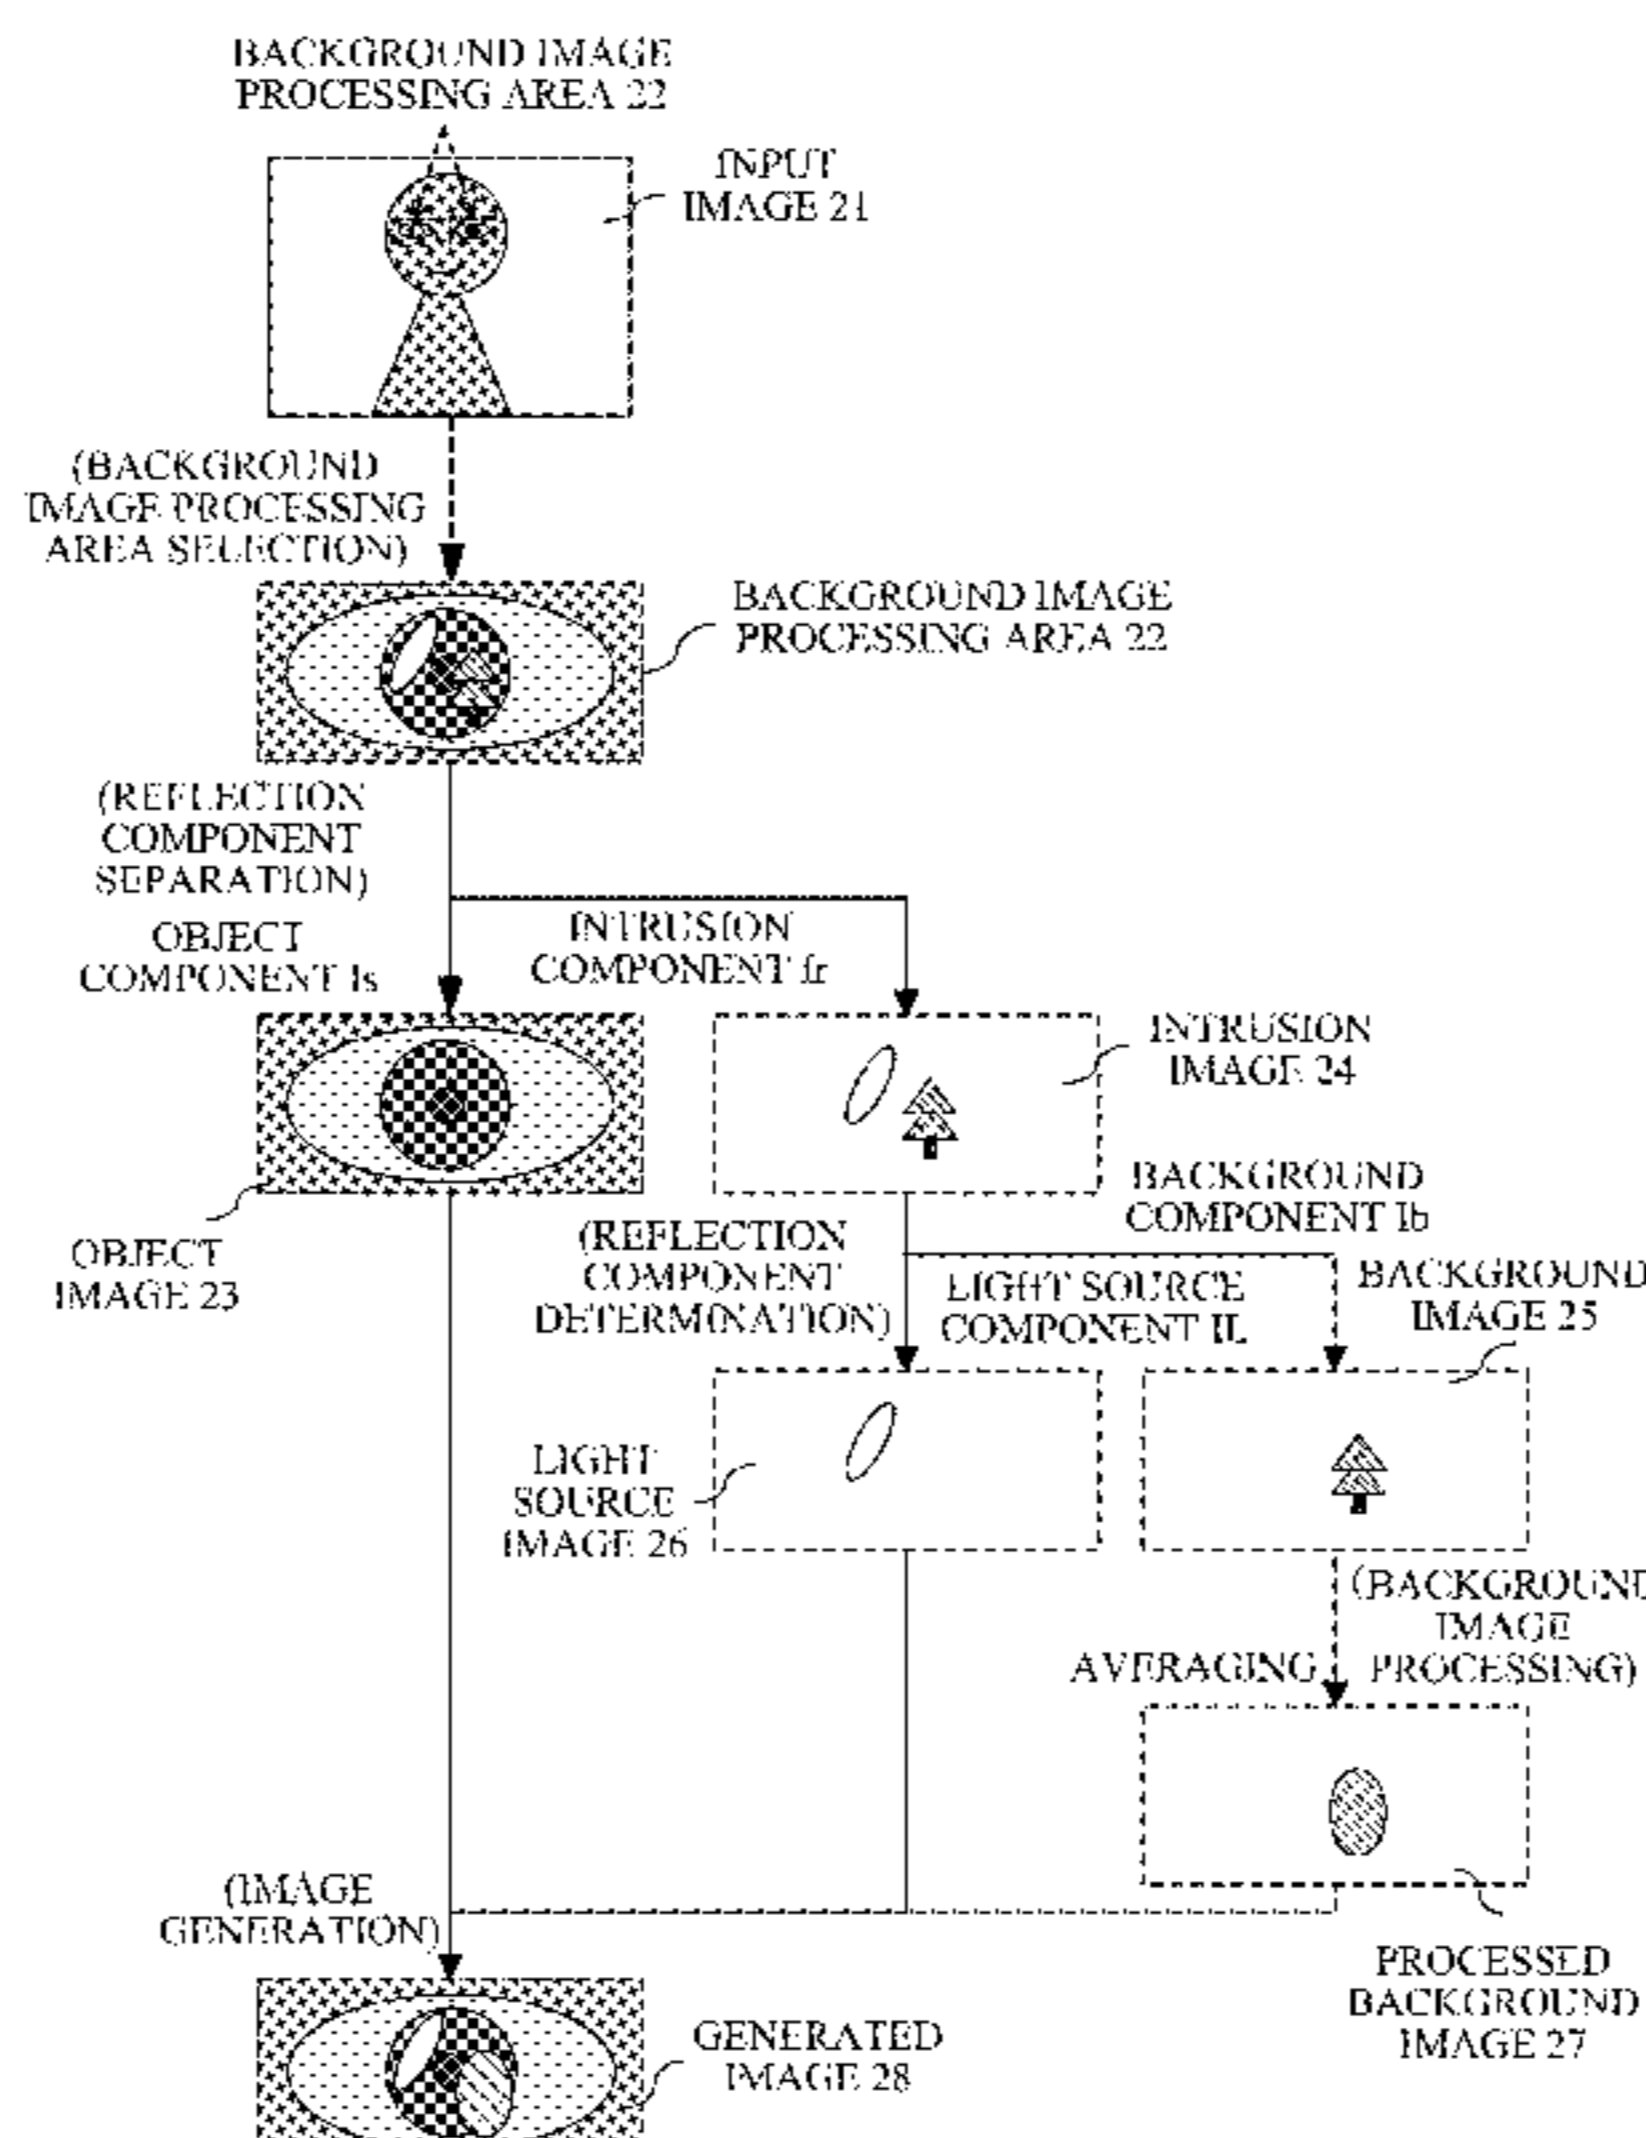 BACKGROUND IMAGE
PROCESSING AREA 22
INPUT
IMAGE 21
(BACKGROUND
IMAGE PROCESSING
AREA SELECTION)
BACKGROUND IMAGE
PROCESSING AREA 22
(REFLECTION
COMPONENT
SEPARATION)
OBJECT
COMPONENT Is
INTRUSION
COMPONENT fr
INTRUSION
IMAGE 24
OBJECT
IMAGE 23
(REFLECTION
COMPONENT
DETERMINATION)
BACKGROUND
COMPONENT Ib
LIGHT SOURCE
COMPONENT IL
BACKGROUND
IMAGE 25
LIGHT
SOURCE
IMAGE 26
(BACKGROUND
IMAGE
PROCESSING)
AVERAGING
(IMAGE
GENERATION)
PROCESSED
BACKGROUND
IMAGE 27
GENERATED
IMAGE 28